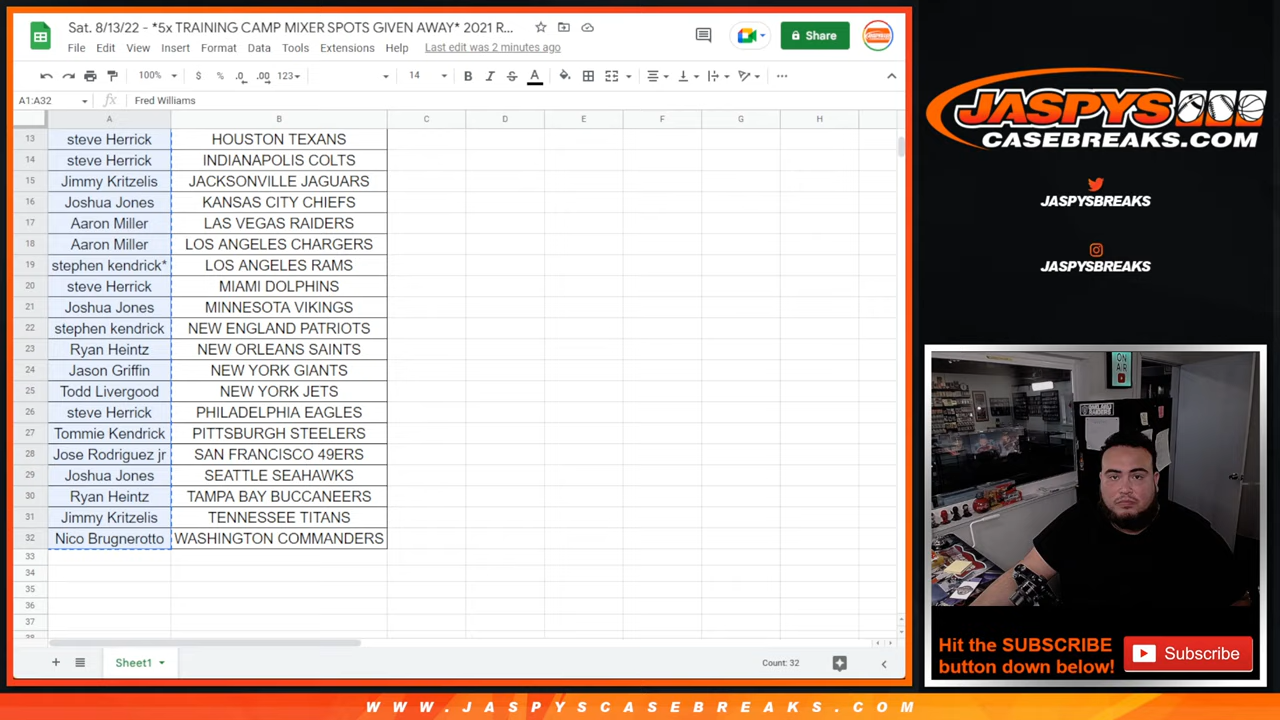 Sat. 8/13/22 - *5x TRAINING CAMP MIXER SPOTS GIVEN AWAY* 2021 R...
File Edit View Insert Format Data Tools Extensions Help Last edit was 2 minutes ago
Share
100% $ % .0 .00 123 14 B I S A
A1:A32 fx Fred Williams
A B C D E F G H
13 steve Herrick HOUSTON TEXANS
14 steve Herrick INDIANAPOLIS COLTS
15 Jimmy Kritzelis JACKSONVILLE JAGUARS
16 Joshua Jones KANSAS CITY CHIEFS
17 Aaron Miller LAS VEGAS RAIDERS
18 Aaron Miller LOS ANGELES CHARGERS
19 stephen kendrick* LOS ANGELES RAMS
20 steve Herrick MIAMI DOLPHINS
21 Joshua Jones MINNESOTA VIKINGS
22 stephen kendrick NEW ENGLAND PATRIOTS
23 Ryan Heintz NEW ORLEANS SAINTS
24 Jason Griffin NEW YORK GIANTS
25 Todd Livergood NEW YORK JETS
26 steve Herrick PHILADELPHIA EAGLES
27 Tommie Kendrick PITTSBURGH STEELERS
28 Jose Rodriguez jr SAN FRANCISCO 49ERS
29 Joshua Jones SEATTLE SEAHAWKS
30 Ryan Heintz TAMPA BAY BUCCANEERS
31 Jimmy Kritzelis TENNESSEE TITANS
32 Nico Brugnerotto WASHINGTON COMMANDERS
33
34
35
36
37
Sheet1 Count: 32
JASPYS
CASEBREAKS.COM
JASPYSBREAKS
JASPYSBREAKS
ON
AIR
Hit the SUBSCRIBE
button down below!
Subscribe
WWW.JASPYSCASEBREAKS.COM